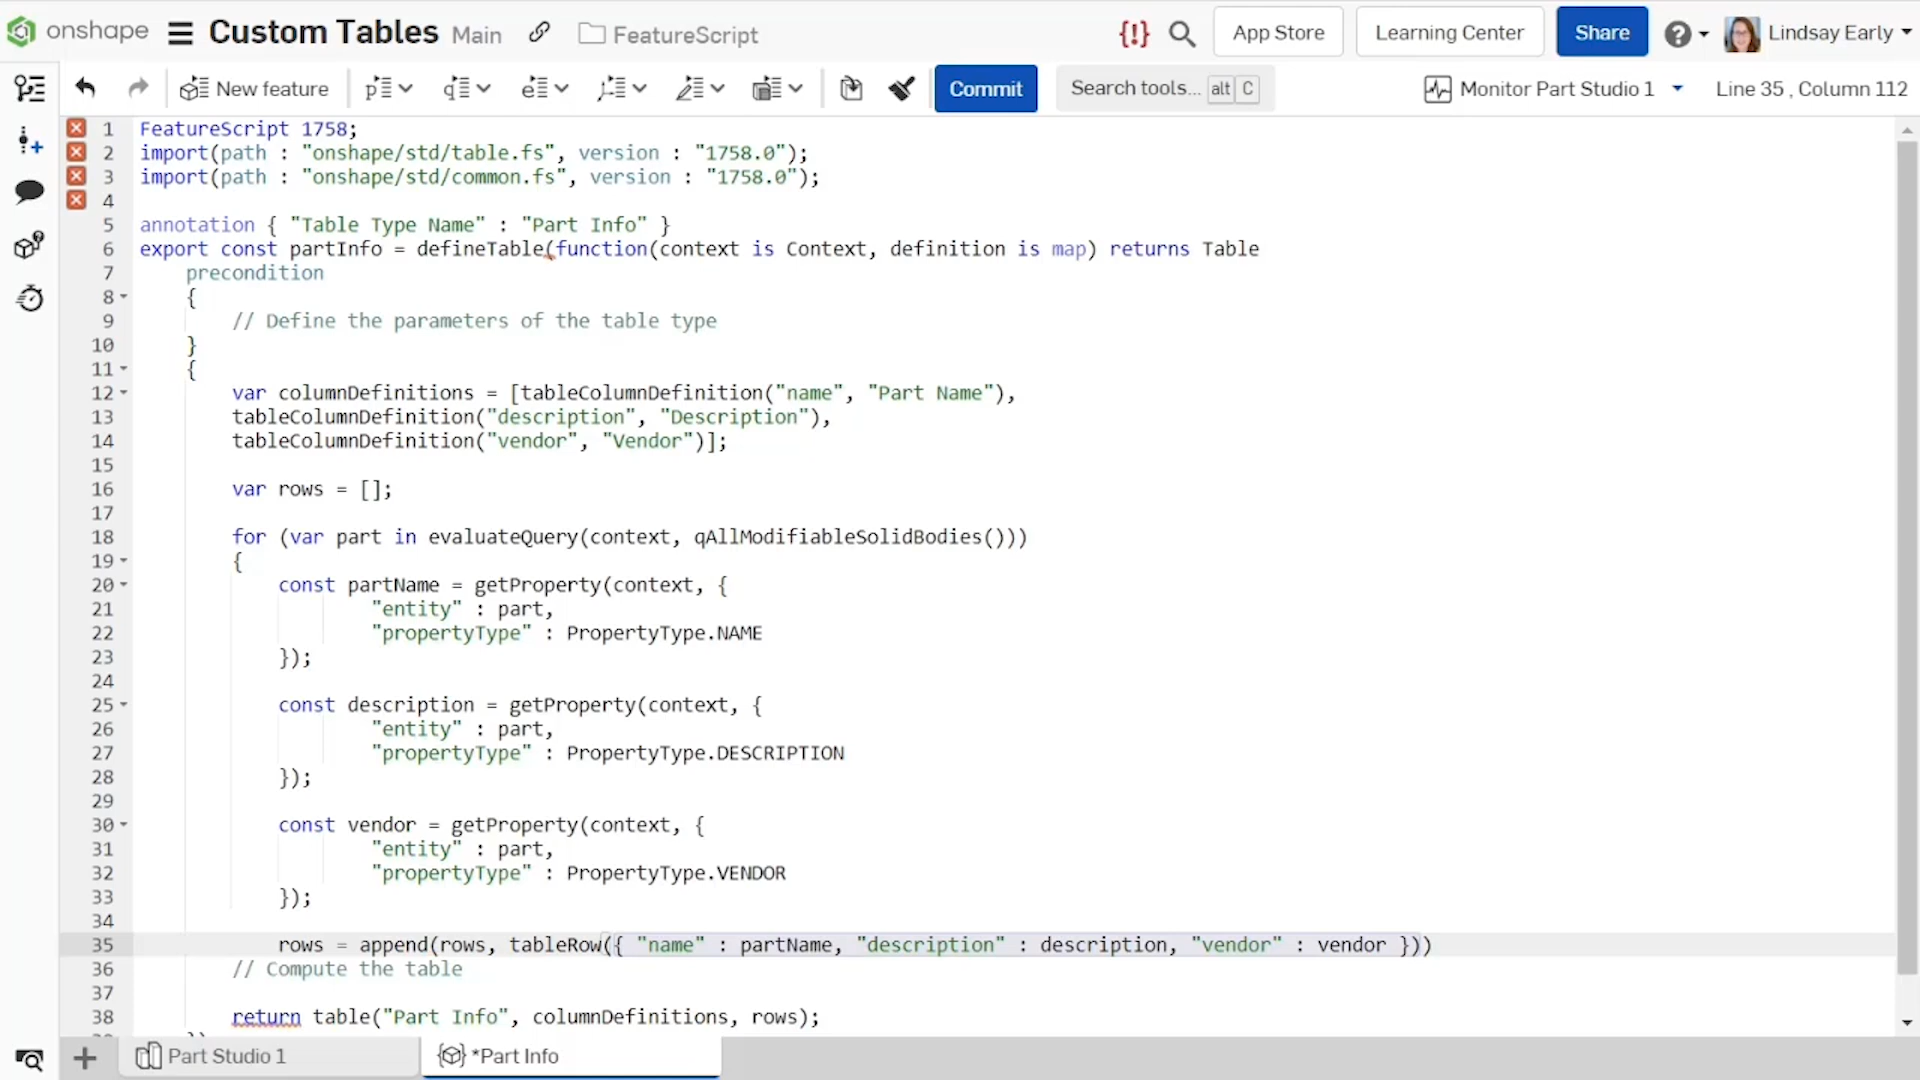 onshape Custom Tables Main FeatureScript App Store Learning Center Share Lindsay Early
New feature Commit Search tools... alt C Monitor Part Studio 1 Line 35 , Column 112
1 FeatureScript 1758;
2 import(path : "onshape/std/table.fs", version : "1758.0");
3 import(path : "onshape/std/common.fs", version : "1758.0");
4
5 annotation { "Table Type Name" : "Part Info" }
6 export const partInfo = defineTable(function(context is Context, definition is map) returns Table
7 precondition
8 {
9 // Define the parameters of the table type
10 }
11 {
12 var columnDefinitions = [tableColumnDefinition("name", "Part Name"),
13 tableColumnDefinition("description", "Description"),
14 tableColumnDefinition("vendor", "Vendor")];
15
16 var rows = [];
17
18 for (var part in evaluateQuery(context, qAllModifiableSolidBodies()))
19 {
20 const partName = getProperty(context, {
21 "entity" : part,
22 "propertyType" : PropertyType.NAME
23 });
24
25 const description = getProperty(context, {
26 "entity" : part,
27 "propertyType" : PropertyType.DESCRIPTION
28 });
29
30 const vendor = getProperty(context, {
31 "entity" : part,
32 "propertyType" : PropertyType.VENDOR
33 });
34
35 rows = append(rows, tableRow({ "name" : partName, "description" : description, "vendor" : vendor }))
36 // Compute the table
37
38 return table("Part Info", columnDefinitions, rows);
Part Studio 1 *Part Info